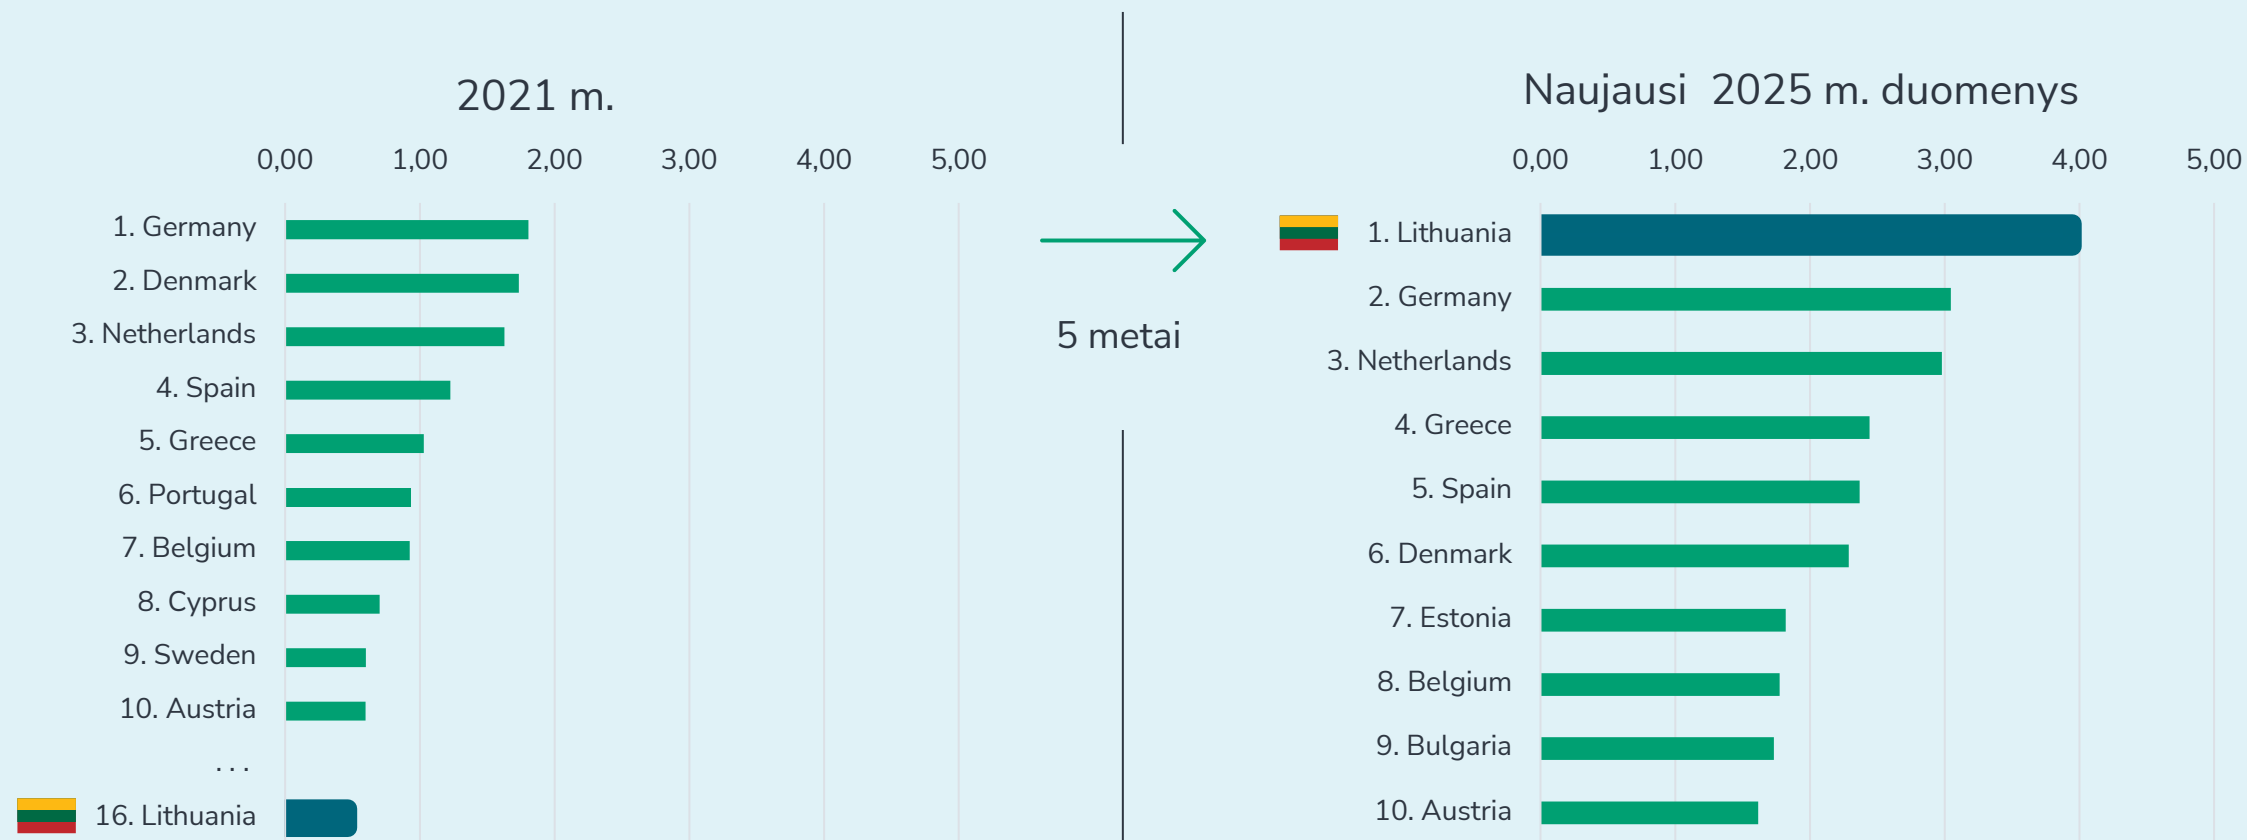 2021 m.
0,00 1,00 2,00 3,00 4,00 5,00
1. Germany
2. Denmark
3. Netherlands
4. Spain
5. Greece
6. Portugal
7. Belgium
8. Cyprus
9. Sweden
10. Austria
...
16. Lithuania
5 metai
Naujausi 2025 m. duomenys
0,00 1,00 2,00 3,00 4,00 5,00
1. Lithuania
2. Germany
3. Netherlands
4. Greece
5. Spain
6. Denmark
7. Estonia
8. Belgium
9. Bulgaria
10. Austria